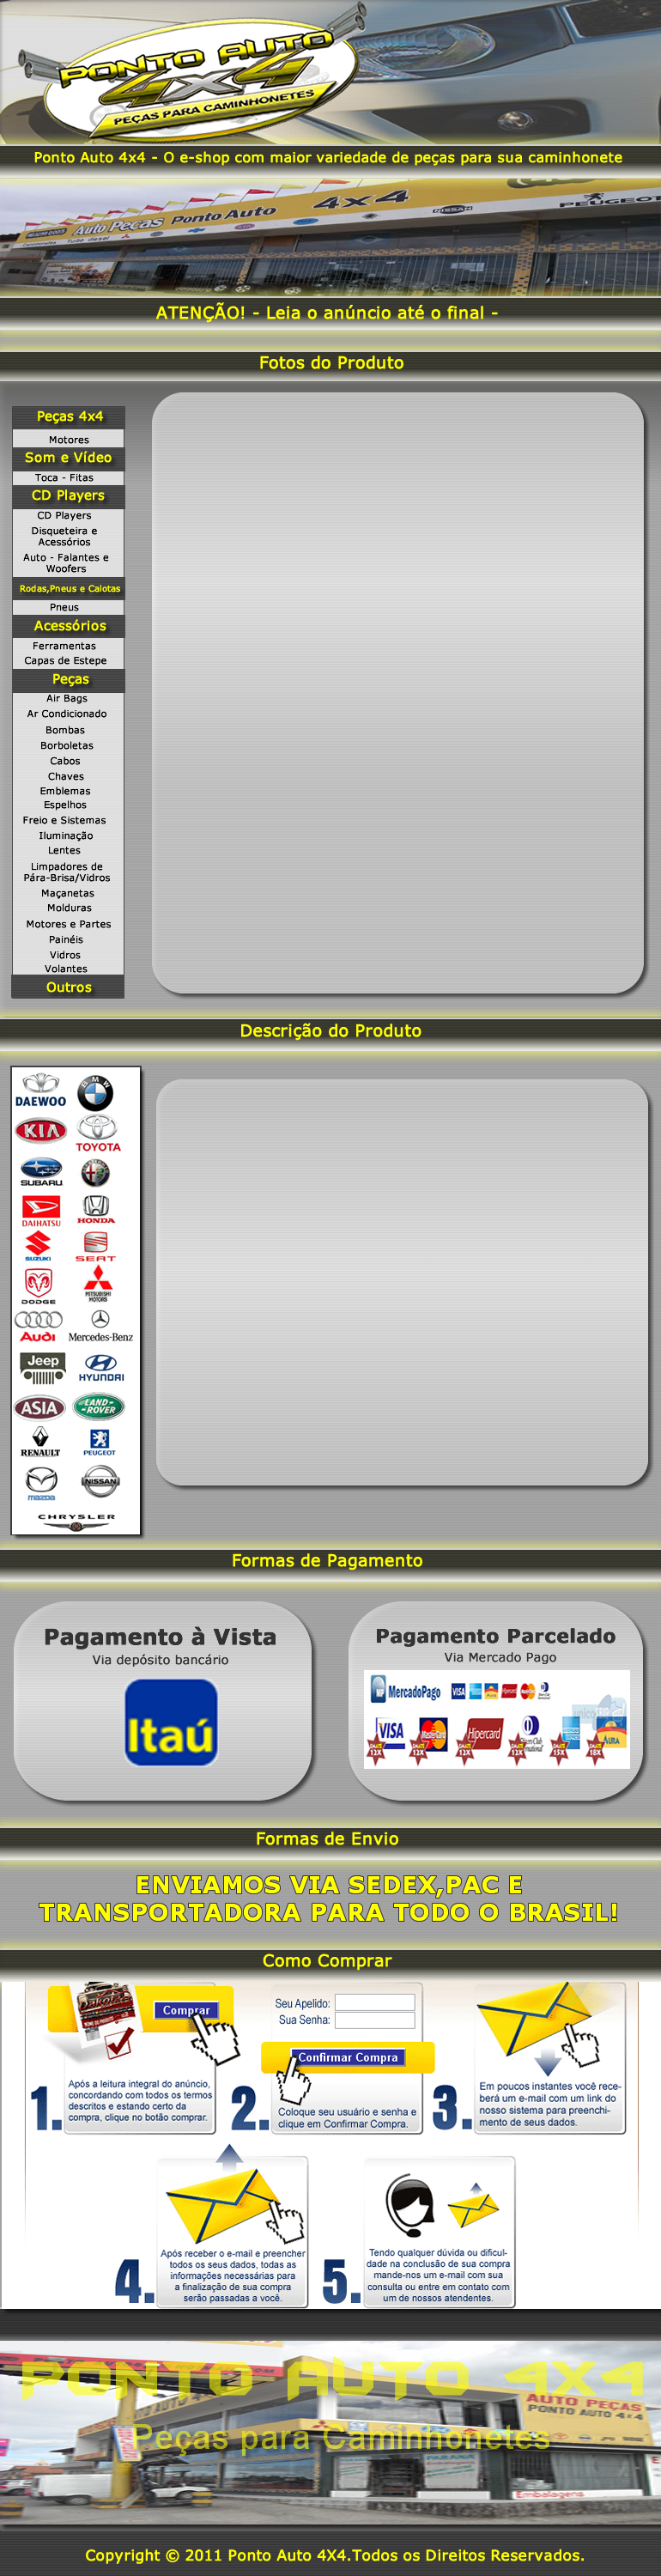 PONTO AUTO
4x4
PEÇAS PARA CAMINHONETES
Ponto Auto 4x4 - O e-shop com maior variedade de peças para sua caminhonete
Auto Peças Ponto Auto 4x4
NISSAN
PEUGEOT
ATENÇÃO! - Leia o anúncio até o final -
Fotos do Produto
Peças 4x4
Motores
Som e Vídeo
Toca - Fitas
CD Players
CD Players
Disqueteira e
Acessórios
Auto - Falantes e
Woofers
Rodas,Pneus e Calotas
Pneus
Acessórios
Ferramentas
Capas de Estepe
Peças
Air Bags
Ar Condicionado
Bombas
Borboletas
Cabos
Chaves
Emblemas
Espelhos
Freio e Sistemas
Iluminação
Lentes
Limpadores de
Pára-Brisa/Vidros
Maçanetas
Molduras
Motores e Partes
Painéis
Vidros
Volantes
Outros
Descrição do Produto
DAEWOO
BMW
KIA
TOYOTA
SUBARU
DAIHATSU
HONDA
SUZUKI
SEAT
DODGE
MITSUBISHI
MOTORS
Audi
Mercedes-Benz
Jeep
HYUNDAI
ASIA
LAND-
ROVER
RENAULT
PEUGEOT
mazda
NISSAN
CHRYSLER
Formas de Pagamento
Pagamento à Vista
Via depósito bancário
Itaú
Pagamento Parcelado
Via Mercado Pago
MercadoPago
VISA
MasterCard
Hipercard
AURA
12X
12X
12X
12X
15X
18X
Formas de Envio
ENVIAMOS VIA SEDEX,PAC E
TRANSPORTADORA PARA TODO O BRASIL!
Como Comprar
Comprar
1.
Após a leitura integral do anúncio,
concordando com todos os termos
descritos e estando certo da
compra, clique no botão comprar.
Seu Apelido:
Sua Senha:
Confirmar Compra
2.
Coloque seu usuário e senha e
clique em Confirmar Compra.
3.
Em poucos instantes você rece-
berá um e-mail com um link do
nosso sistema para preenchi-
mento de seus dados.
4.
Após receber o e-mail e preencher
todos os seus dados, todas as
informações necessárias para
a finalização de sua compra
serão passadas a você.
5.
Tendo qualquer dúvida ou dificul-
dade na conclusão de sua compra
mande-nos um e-mail com sua
consulta ou entre em contato com
um de nossos atendentes.
PONTO AUTO 4X4
Peças para Caminhonetes
AUTO PEÇAS
PONTO AUTO 4x4
Embalagens
Copyright © 2011 Ponto Auto 4X4.Todos os Direitos Reservados.